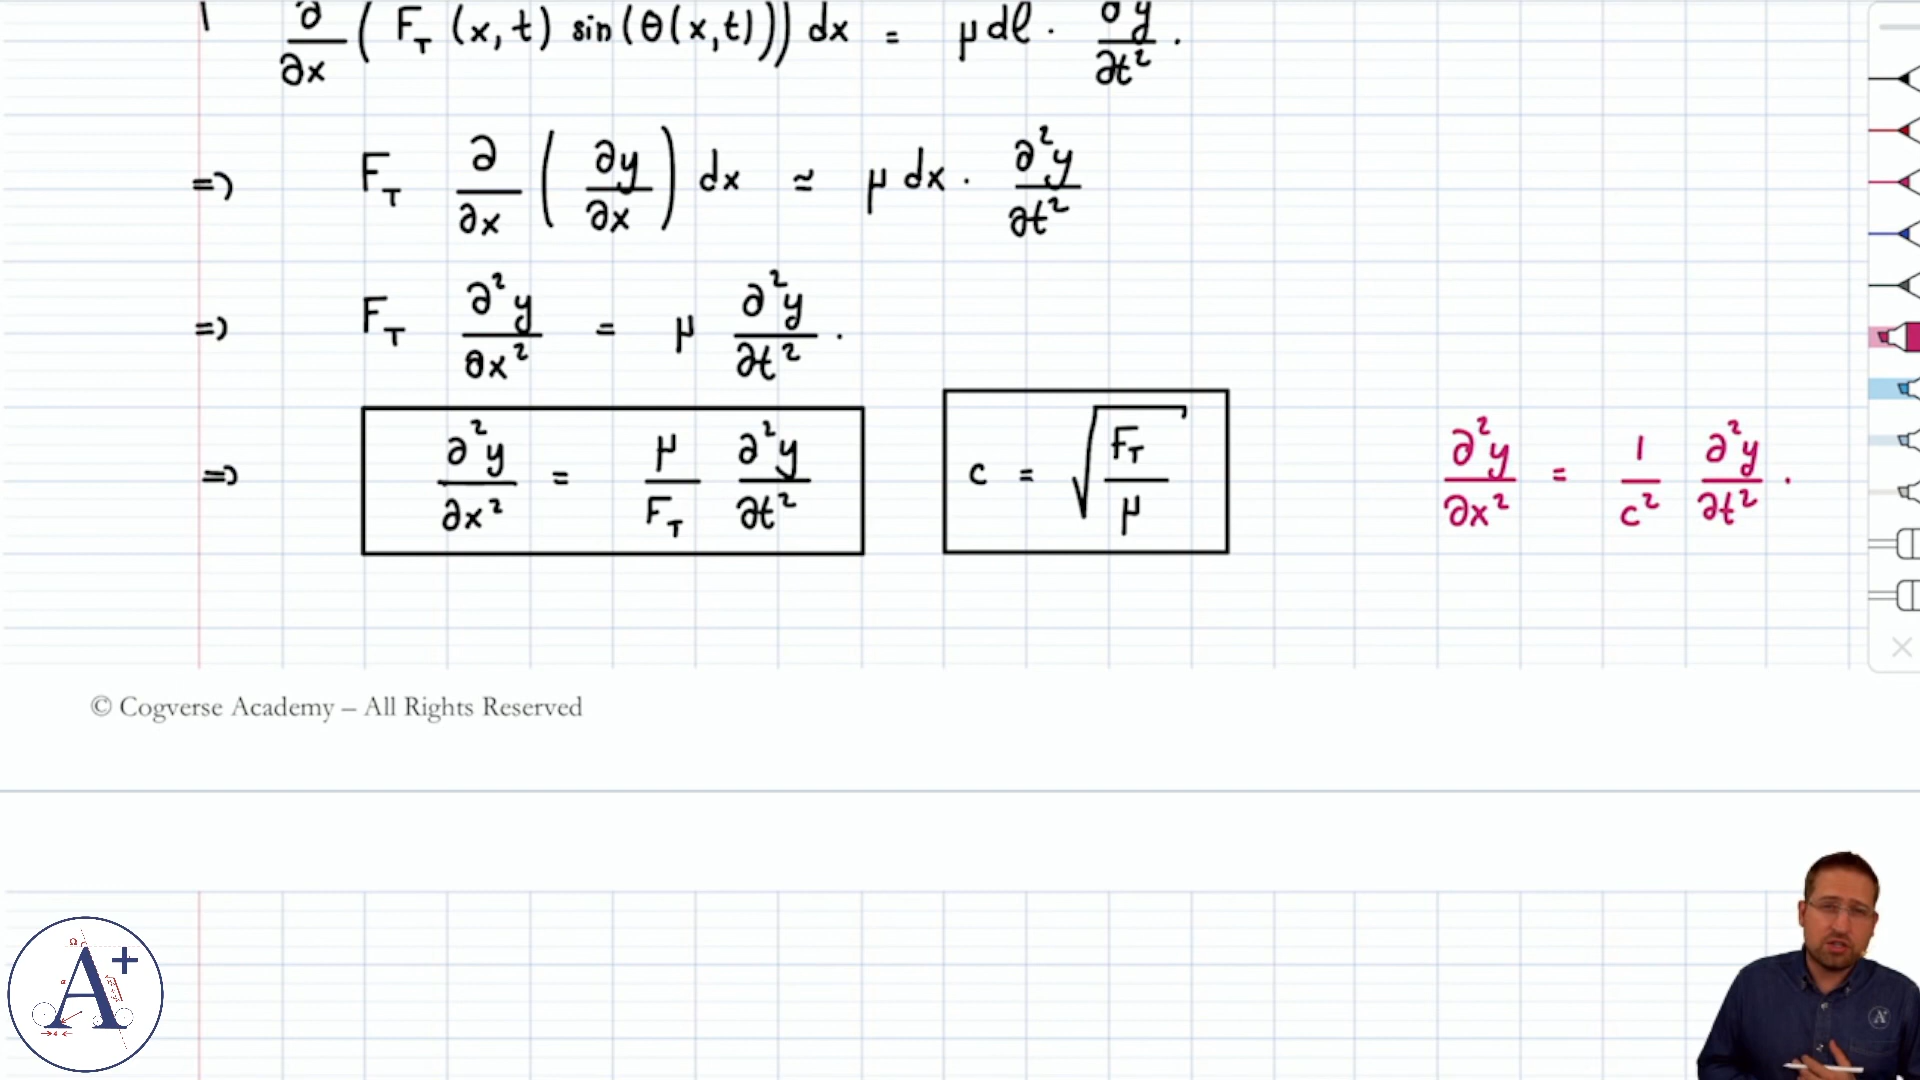 ∂/∂x ( F_T (x,t) sin(θ(x,t))) dx = μ dℓ · ∂²y/∂t² .
=> F_T ∂/∂x ( ∂y/∂x ) dx ≃ μ dx · ∂²y/∂t²
=> F_T ∂²y/∂x² = μ ∂²y/∂t² .
=> ∂²y/∂x² = μ/F_T ∂²y/∂t²
c = √(F_T/μ)
∂²y/∂x² = 1/c² ∂²y/∂t² .
© Cogverse Academy – All Rights Reserved
A+